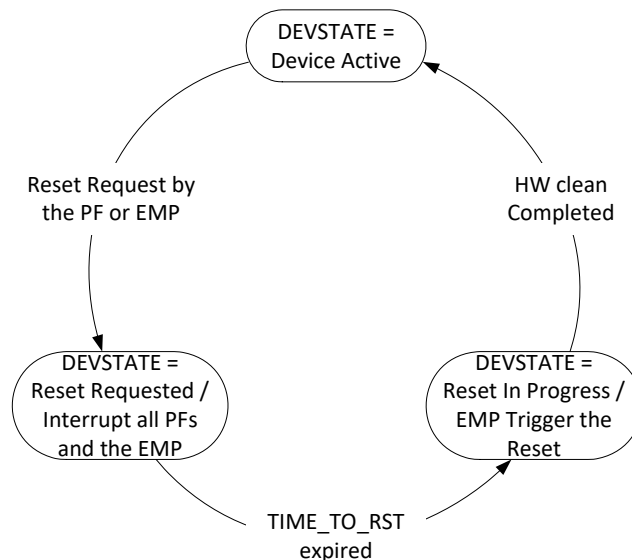 DEVSTATE =
Device Active
Reset Request by
the PF or EMP
HW clean
Completed
DEVSTATE =
Reset Requested /
Interrupt all PFs
and the EMP
DEVSTATE =
Reset In Progress /
EMP Trigger the
Reset
TIME_TO_RST
expired